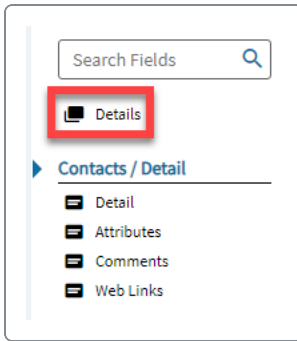 Search Fields
Details
Contacts / Detail
Detail
Attributes
Comments
Web Links